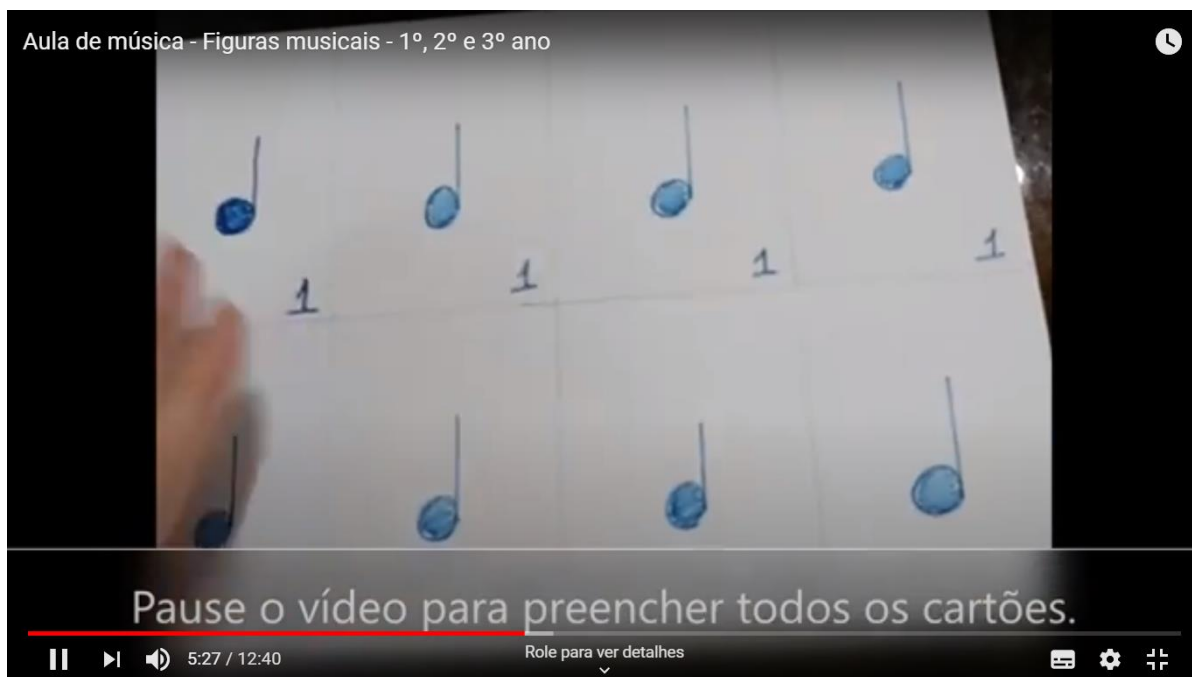 Aula de música - Figuras musicais - 1º, 2º e 3º ano
1 1 1 1
Pause o vídeo para preencher todos os cartões.
5:27 / 12:40
Role para ver detalhes